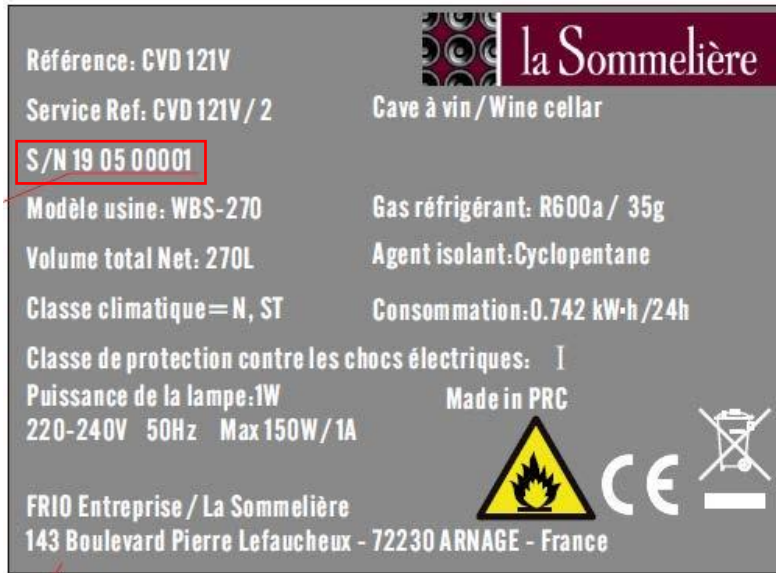 la Sommelière
Référence: CVD 121V
Service Ref: CVD 121V / 2
Cave à vin / Wine cellar
S/N 19 05 00001
Modèle usine: WBS-270
Gas réfrigérant: R600a / 35g
Volume total Net: 270L
Agent isolant:Cyclopentane
Classe climatique=N, ST
Consommation:0.742 kW·h/24h
Classe de protection contre les chocs électriques: I
Puissance de la lampe:1W
Made in PRC
220-240V 50Hz Max 150W/1A
CE
FRIO Entreprise / La Sommelière
143 Boulevard Pierre Lefaucheux - 72230 ARNAGE - France